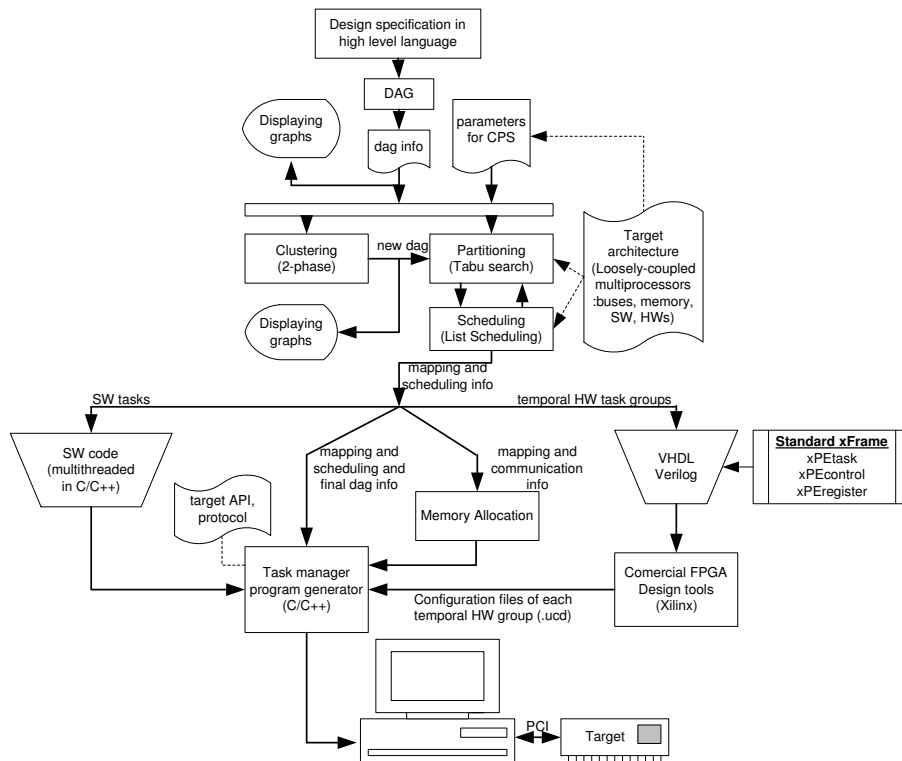 Design specification in
high level language
DAG
Displaying
graphs
dag info
parameters
for CPS
Clustering
(2-phase)
new dag
Partitioning
(Tabu search)
Target
architecture
(Loosely-coupled
multiprocessors
:buses, memory,
SW, HWs)
Displaying
graphs
Scheduling
(List Scheduling)
mapping and
scheduling info
SW tasks
temporal HW task groups
SW code
(multithreaded
in C/C++)
mapping and
scheduling and
final dag info
mapping and
communication
info
VHDL
Verilog
Standard xFrame
xPEtask
xPEcontrol
xPEregister
target API,
protocol
Memory Allocation
Task manager
program generator
(C/C++)
Configuration files of each
temporal HW group (.ucd)
Comercial FPGA
Design tools
(Xilinx)
PCI
Target